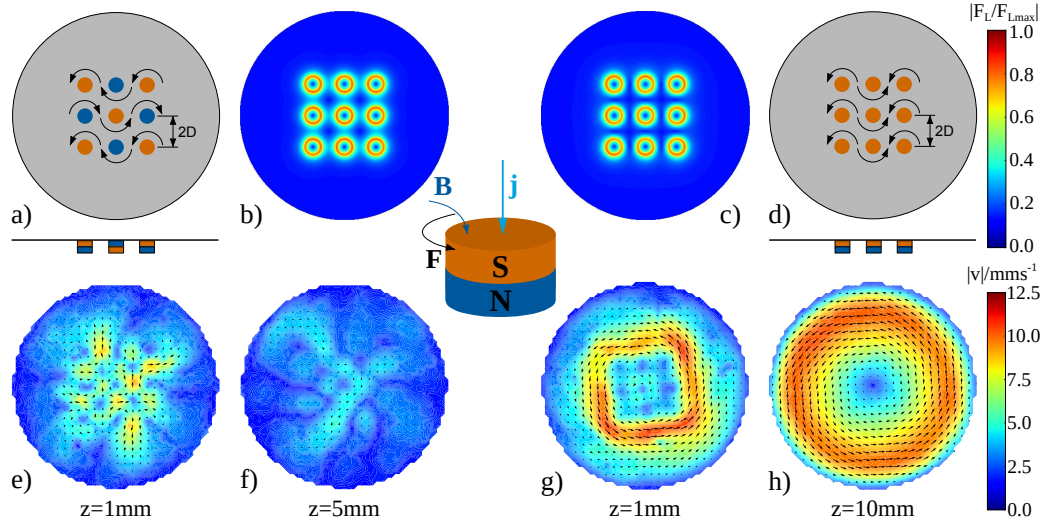 |F_L/F_Lmax|
1.0
0.8
0.6
0.4
0.2
0.0
2D
2D
a)
b)
c)
d)
B
j
F
S
N
|v|/mms⁻¹
12.5
10.0
7.5
5.0
2.5
0.0
e)
f)
g)
h)
z=1mm
z=5mm
z=1mm
z=10mm